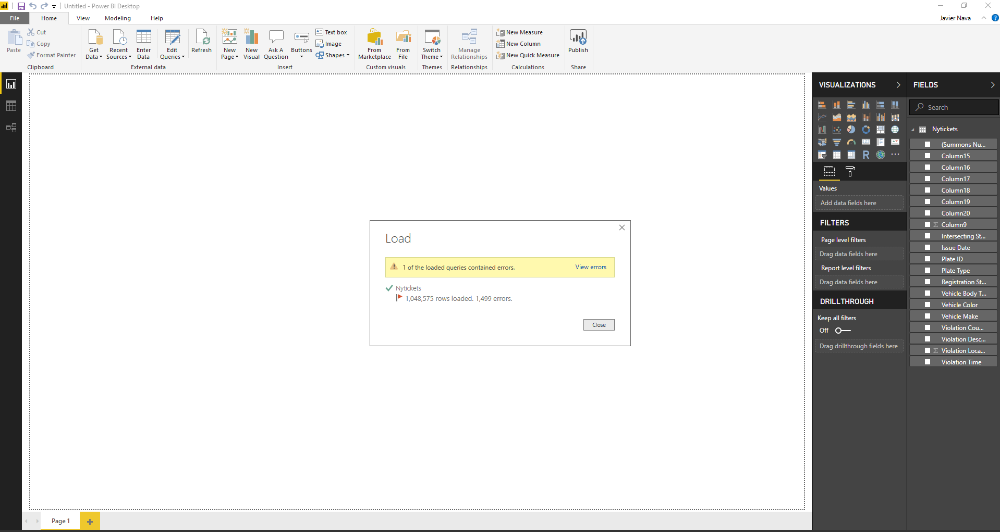 Untitled - Power BI Desktop
File Home View Modeling Help Javier Nava
Paste
Cut
Copy
Format Painter
Clipboard
Get Data
Recent Sources
Enter Data
Edit Queries
Refresh
External data
New Page
New Visual
Ask A Question
Buttons
Text box
Image
Shapes
Insert
From Marketplace
From File
Custom visuals
Switch Theme
Themes
Manage Relationships
Relationships
New Measure
New Column
New Quick Measure
Calculations
Publish
Share
Load
1 of the loaded queries contained errors. View errors
Nytickets
1,048,575 rows loaded. 1,499 errors.
Close
VISUALIZATIONS
R
Values
Add data fields here
FILTERS
Page level filters
Drag data fields here
Report level filters
Drag data fields here
DRILLTHROUGH
Keep all filters
Off
Drag drillthrough fields here
FIELDS
Search
Nytickets
(Summons Nu...
Column15
Column16
Column17
Column18
Column19
Column20
Σ Column9
Intersecting St...
Issue Date
Plate ID
Plate Type
Registration St...
Vehicle Body T...
Vehicle Color
Vehicle Make
Violation Cou...
Violation Desc...
Σ Violation Loca...
Violation Time
Page 1